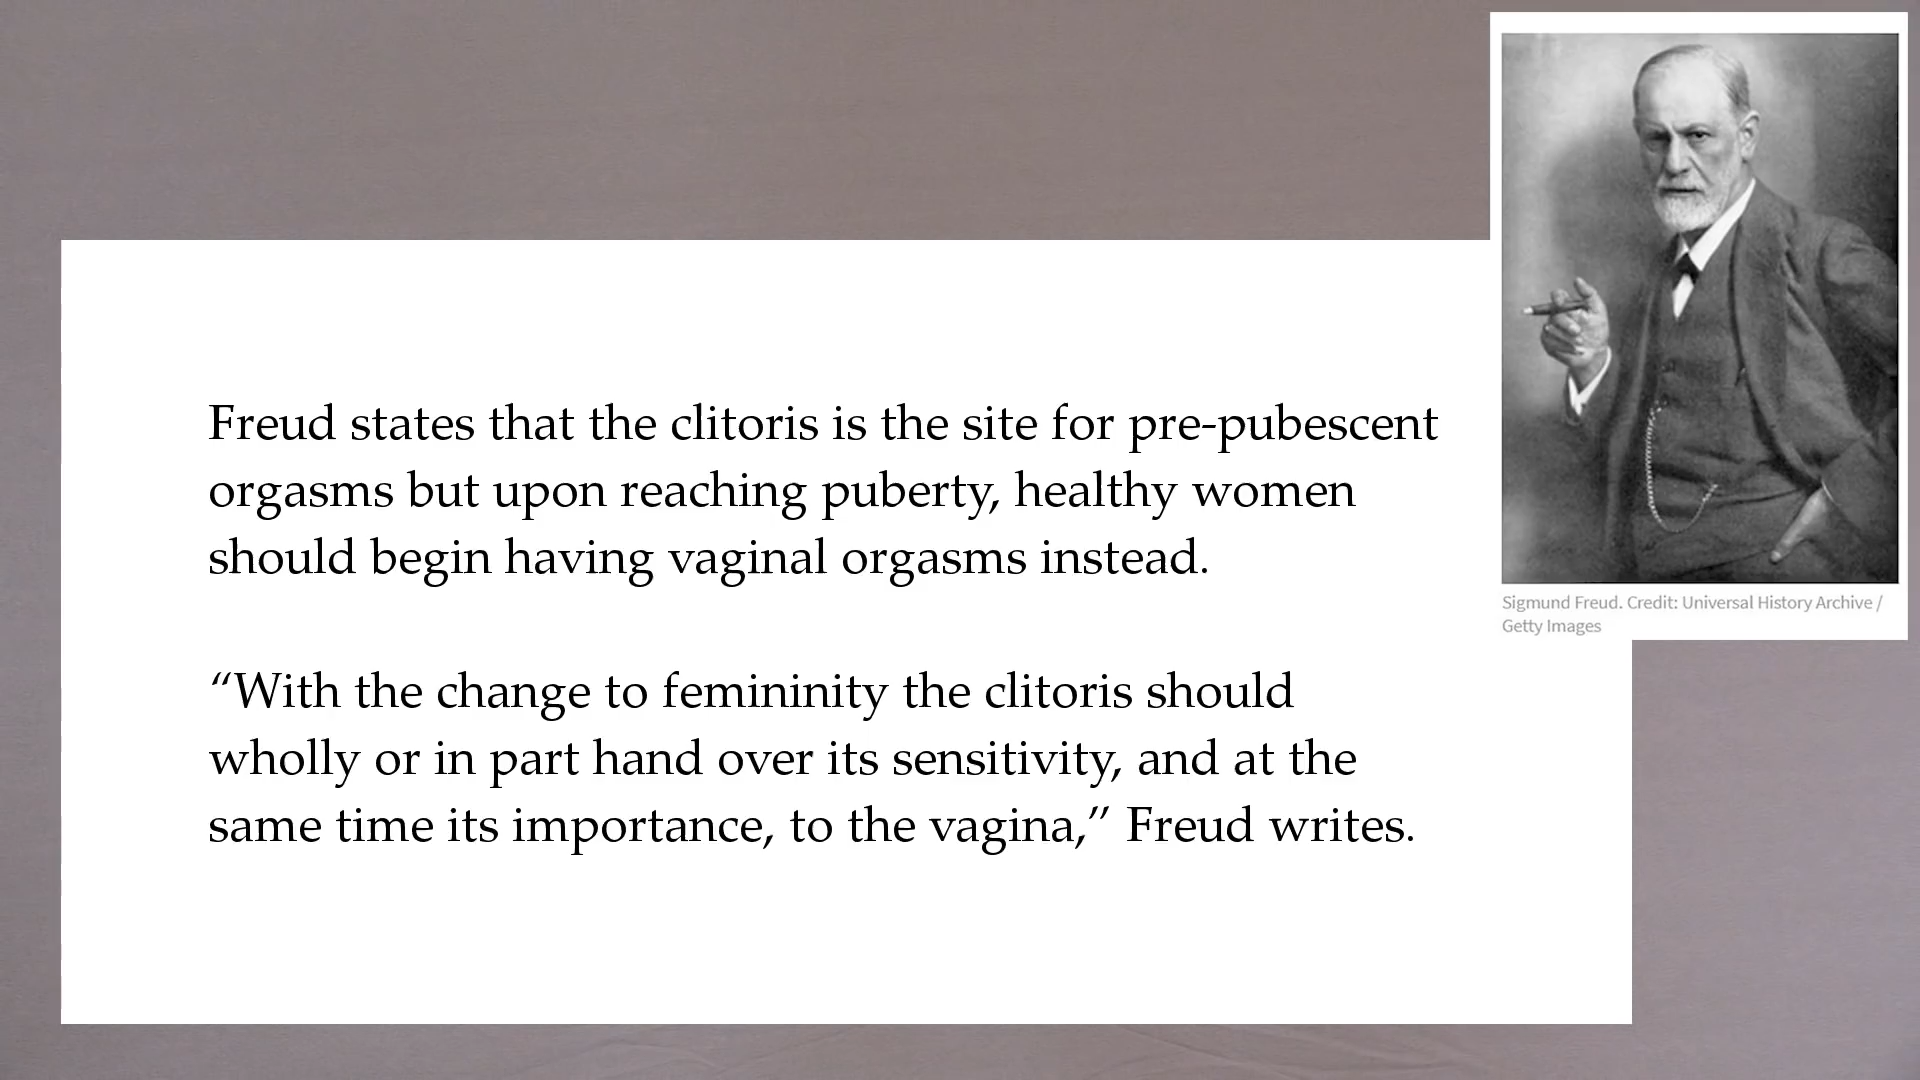 Freud states that the clitoris is the site for pre-pubescent
orgasms but upon reaching puberty, healthy women
should begin having vaginal orgasms instead.
“With the change to femininity the clitoris should
wholly or in part hand over its sensitivity, and at the
same time its importance, to the vagina,” Freud writes.
Sigmund Freud. Credit: Universal History Archive /
Getty Images